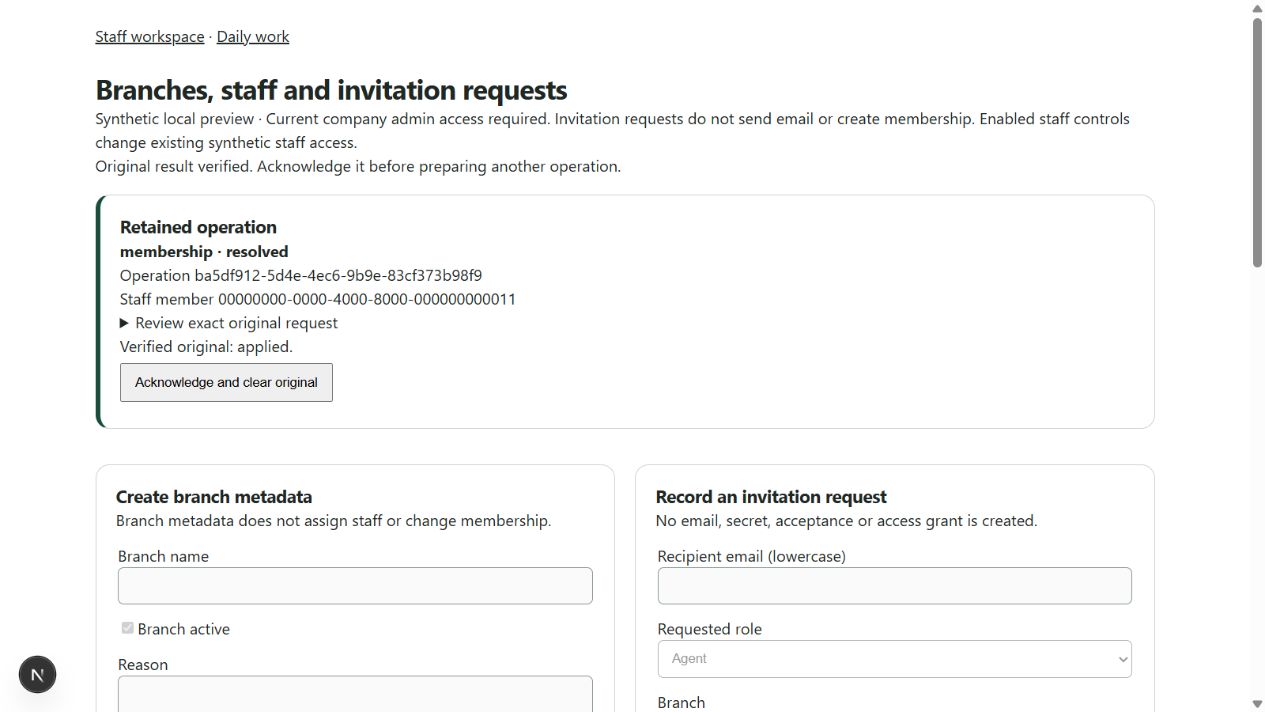 Staff workspace · Daily work
Branches, staff and invitation requests
Synthetic local preview · Current company admin access required. Invitation requests do not send email or create membership. Enabled staff controls
change existing synthetic staff access.
Original result verified. Acknowledge it before preparing another operation.
Retained operation
membership · resolved
Operation ba5df912-5d4e-4ec6-9b9e-83cf373b98f9
Staff member 00000000-0000-4000-8000-000000000011
Review exact original request
Verified original: applied.
Acknowledge and clear original
Create branch metadata
Branch metadata does not assign staff or change membership.
Branch name
Branch active
Reason
Record an invitation request
No email, secret, acceptance or access grant is created.
Recipient email (lowercase)
Requested role
Agent
Branch
N